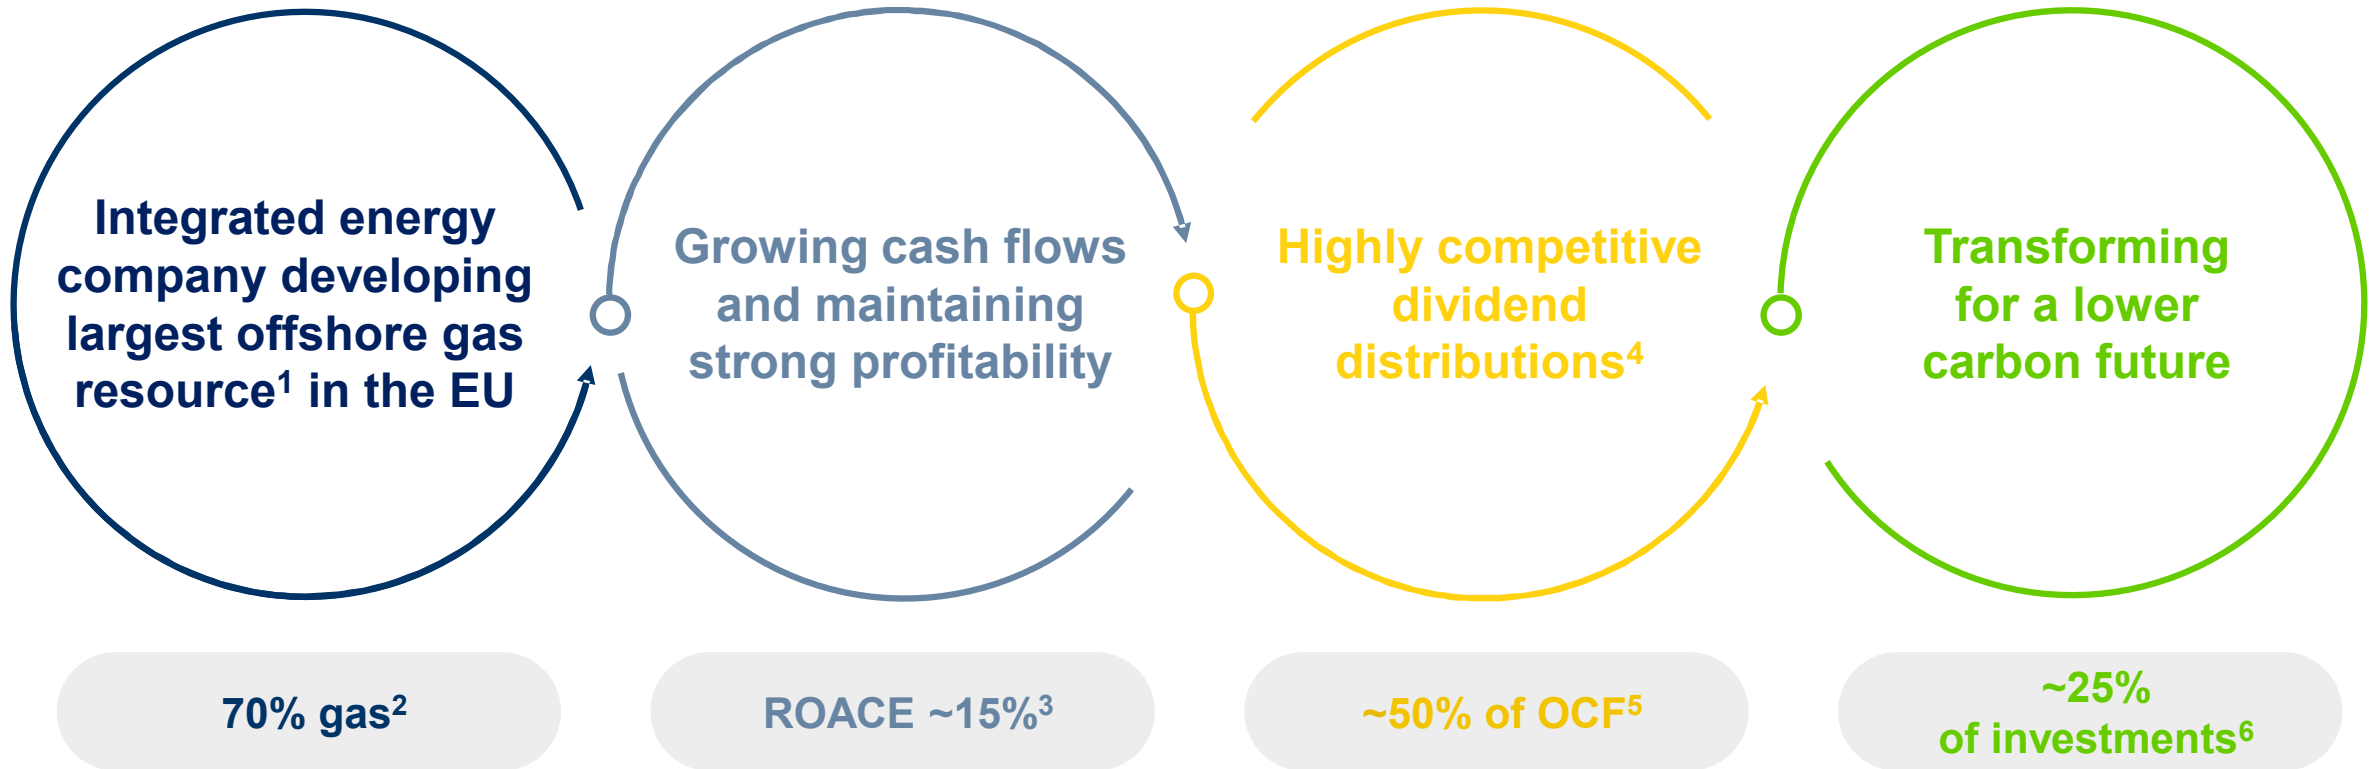 Integrated energy
company developing
largest offshore gas
resource¹ in the EU
Growing cash flows
and maintaining
strong profitability
Highly competitive
dividend
distributions⁴
Transforming
for a lower
carbon future
70% gas²
ROACE ~15%³
~50% of OCF⁵
~25%
of investments⁶